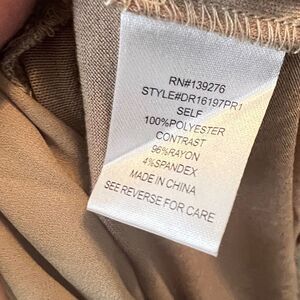 RN#139276
STYLE#DR16197PR1
SELF
100%POLYESTER
CONTRAST
96%RAYON
4%SPANDEX
MADE IN CHINA
SEE REVERSE FOR CARE